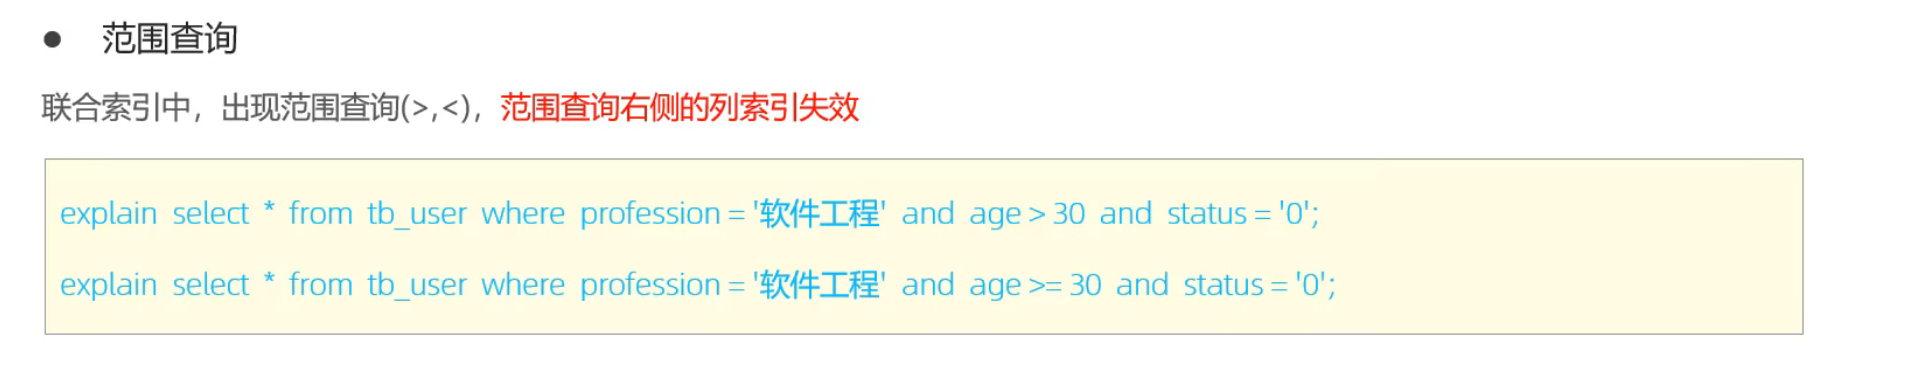 ● 范围查询
联合索引中，出现范围查询(>,<)，范围查询右侧的列索引失效
explain select * from tb_user where profession = '软件工程' and age > 30 and status = '0';
explain select * from tb_user where profession = '软件工程' and age >= 30 and status = '0';